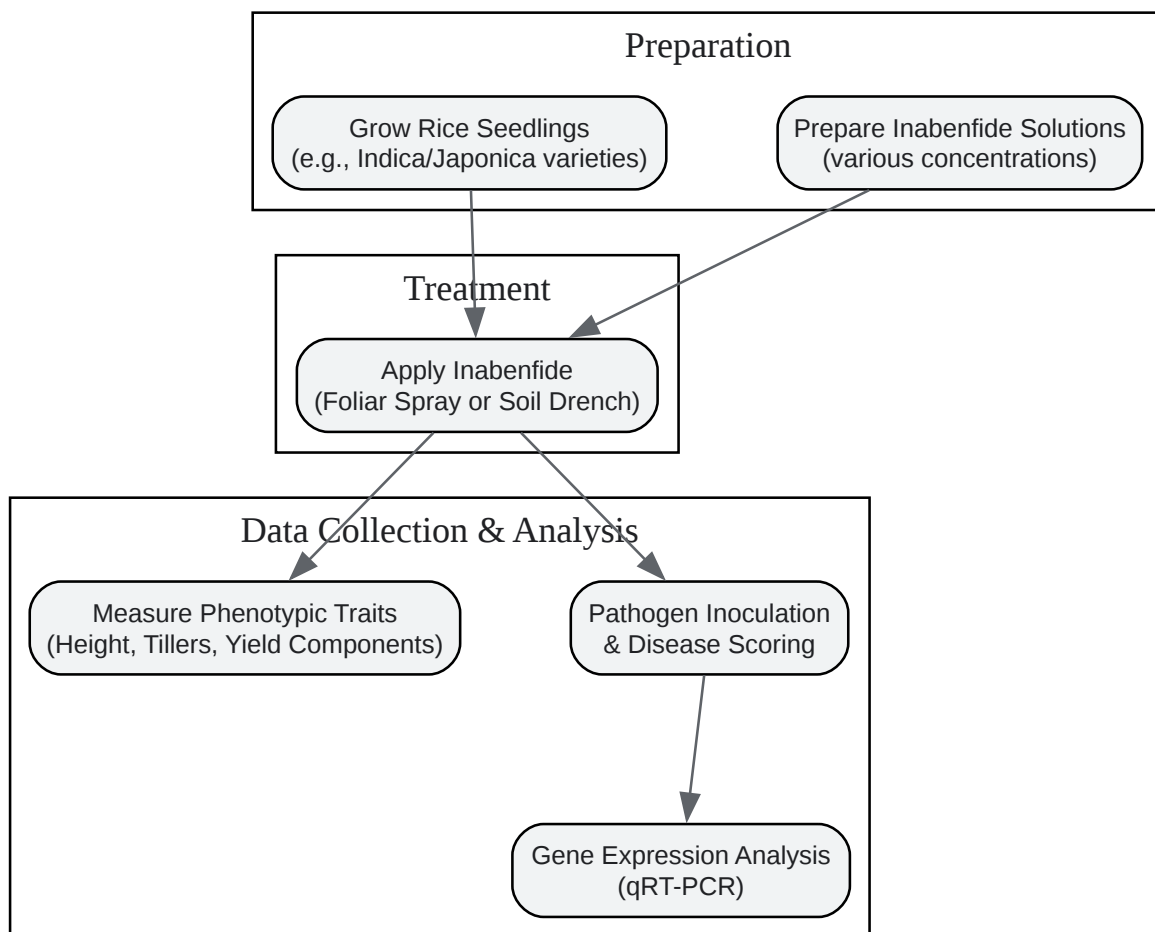 Preparation
Grow Rice Seedlings
(e.g., Indica/Japonica varieties)
Prepare Inabenfide Solutions
(various concentrations)
Treatment
Apply Inabenfide
(Foliar Spray or Soil Drench)
Data Collection & Analysis
Measure Phenotypic Traits
(Height, Tillers, Yield Components)
Pathogen Inoculation
& Disease Scoring
Gene Expression Analysis
(qRT-PCR)